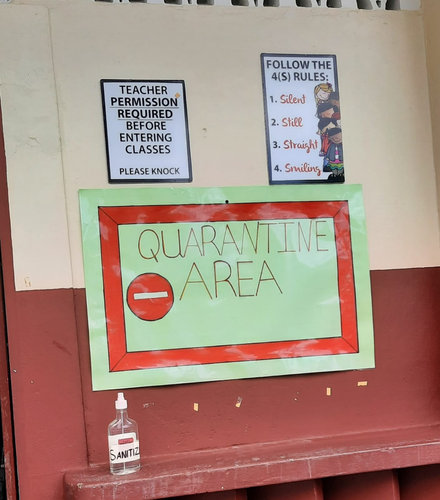 TEACHER
PERMISSION
REQUIRED
BEFORE
ENTERING
CLASSES
PLEASE KNOCK
FOLLOW THE
4(S) RULES:
1. Silent
2. Still
3. Straight
4. Smiling
QUARANTINE
AREA
SANITIZ